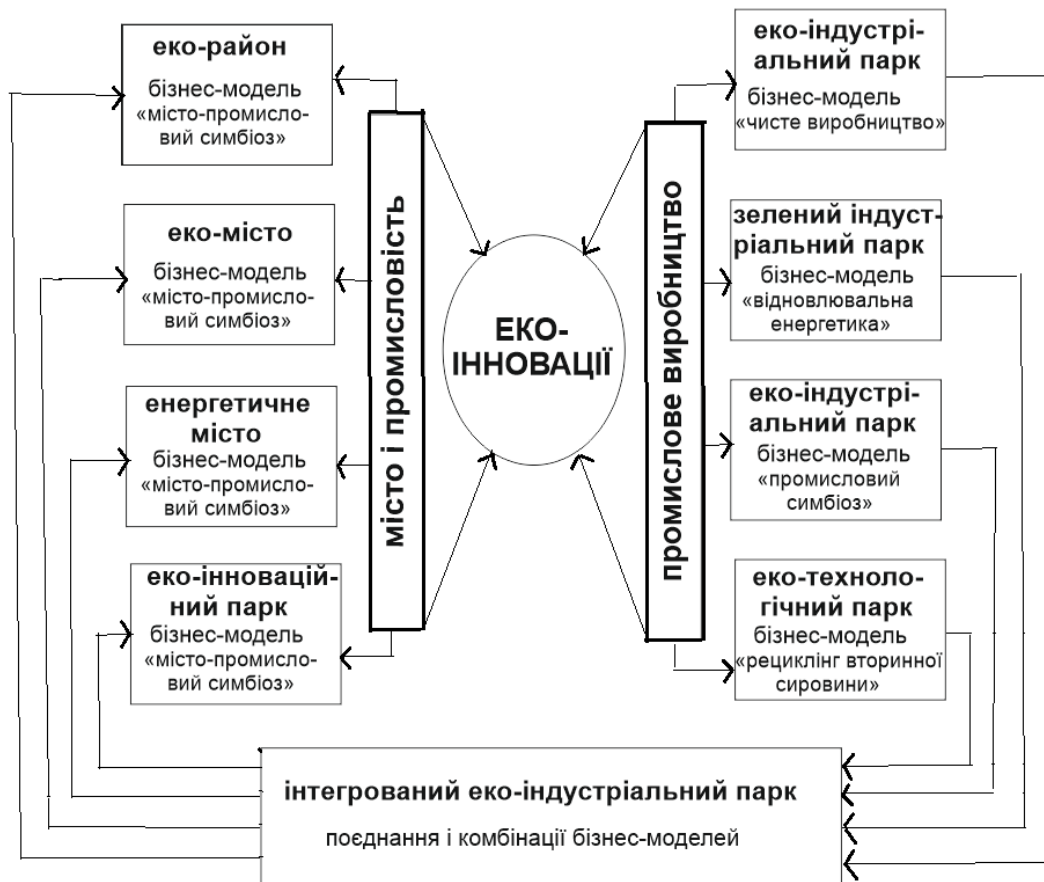 еко-район
бізнес-модель
«місто-промисло-
вий симбіоз»
еко-місто
бізнес-модель
«місто-промисло-
вий симбіоз»
енергетичне
місто
бізнес-модель
«місто-промисло-
вий симбіоз»
еко-інновацій-
ний парк
бізнес-модель
«місто-промисло-
вий симбіоз»
місто і промисловість
ЕКО-
ІННОВАЦІЇ
промислове виробництво
еко-індустрі-
альний парк
бізнес-модель
«чисте виробництво»
зелений індуст-
ріальний парк
бізнес-модель
«відновлювальна
енергетика»
еко-індустрі-
альний парк
бізнес-модель
«промисловий
симбіоз»
еко-техноло-
гічний парк
бізнес-модель
«рециклінг вторинної
сировини»
інтегрований еко-індустріальний парк
поєднання і комбінації бізнес-моделей